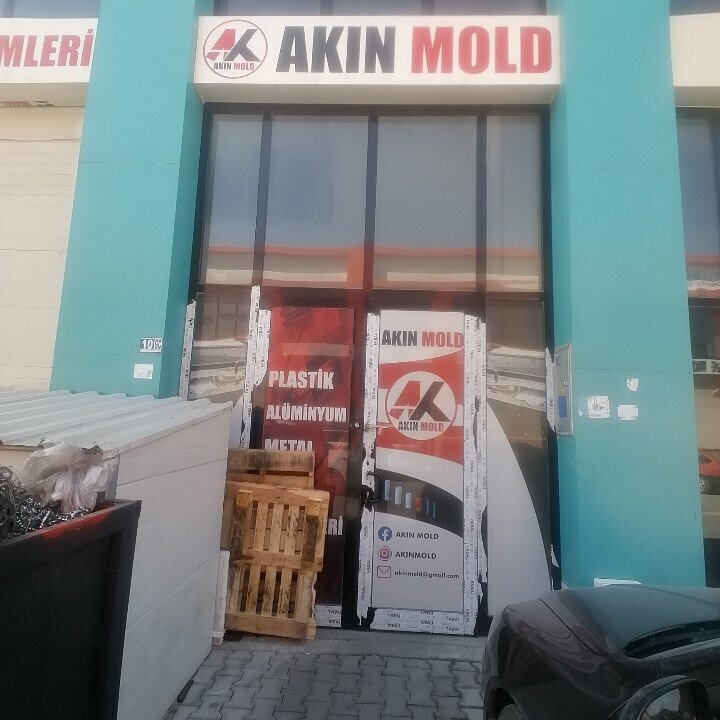 MLERİ
AK
AKIN MOLD
AKIN MOLD
10B
PLASTİK
ALÜMİNYUM
METAL
RI
AKIN MOLD
AK
AKIN MOLD
AKIN MOLD
AKINMOLD
akinmold@gmail.com